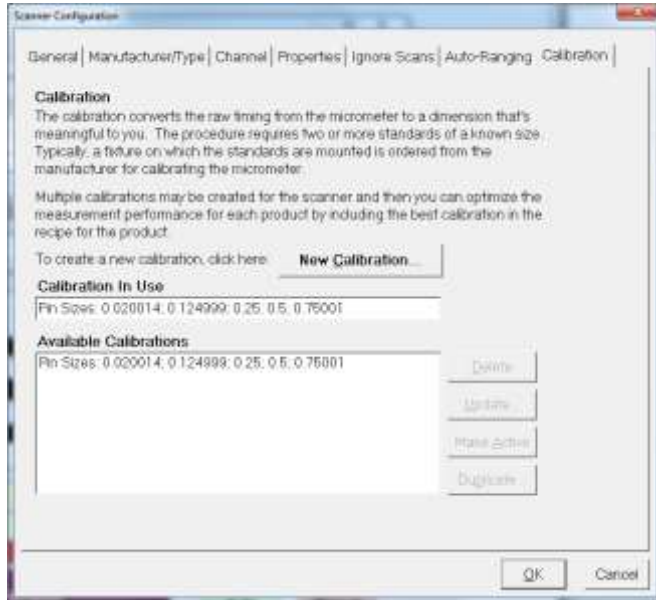 Scanner Configuration
General Manufacturer/Type Channel Properties Ignore Scans Auto-Ranging Calibration
Calibration
The calibration converts the raw timing from the micrometer to a dimension that's
meaningful to you. The procedure requires two or more standards of a known size.
Typically, a fixture on which the standards are mounted is ordered from the
manufacturer for calibrating the micrometer.
Multiple calibrations may be created for the scanner and then you can optimize the
measurement performance for each product by including the best calibration in the
recipe for the product.
To create a new calibration, click here: New Calibration...
Calibration In Use
Pin Sizes: 0.020014; 0.124999; 0.25; 0.5; 0.75001
Available Calibrations
Pin Sizes: 0.020014; 0.124999; 0.25; 0.5; 0.75001
Delete
Update...
Make Active
Duplicate...
OK Cancel